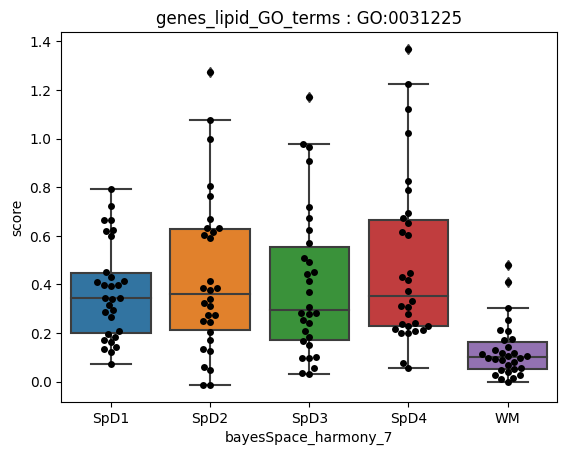 genes_lipid_GO_terms : GO:0031225
1.4
1.2
1.0
0.8
0.6
0.4
0.2
0.0
score
SpD1 SpD2 SpD3 SpD4 WM
bayesSpace_harmony_7